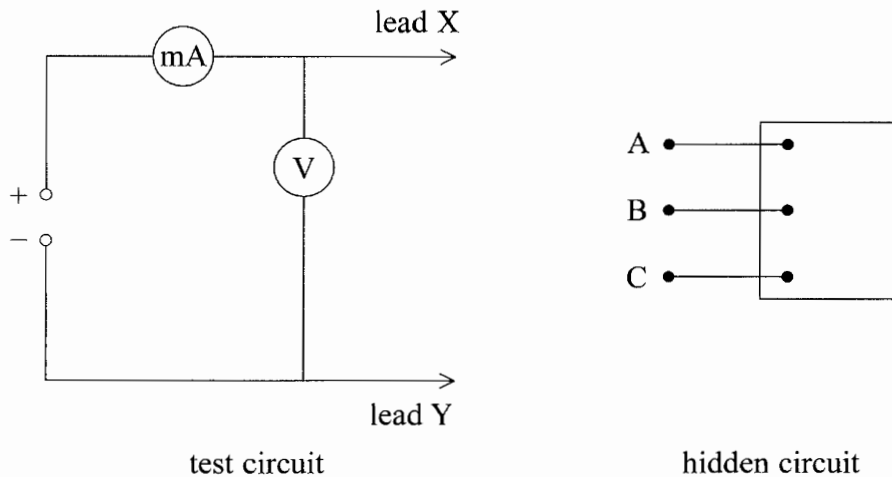 lead X
mA
V
+
−
lead Y
test circuit
A
B
C
hidden circuit